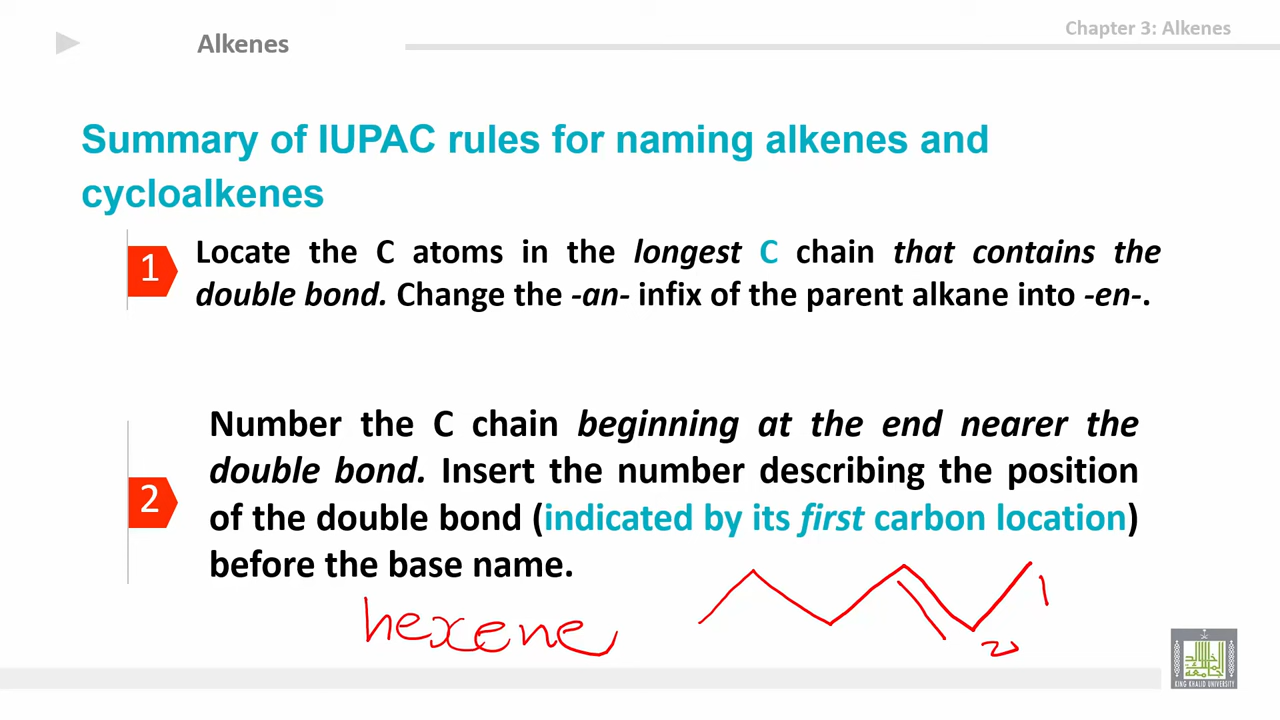 Alkenes
Chapter 3: Alkenes
Summary of IUPAC rules for naming alkenes and
cycloalkenes
1
Locate the C atoms in the longest C chain that contains the
double bond. Change the -an- infix of the parent alkane into -en-.
2
Number the C chain beginning at the end nearer the
double bond. Insert the number describing the position
of the double bond (indicated by its first carbon location)
before the base name.
hexene
1
2
KING KHALID UNIVERSITY